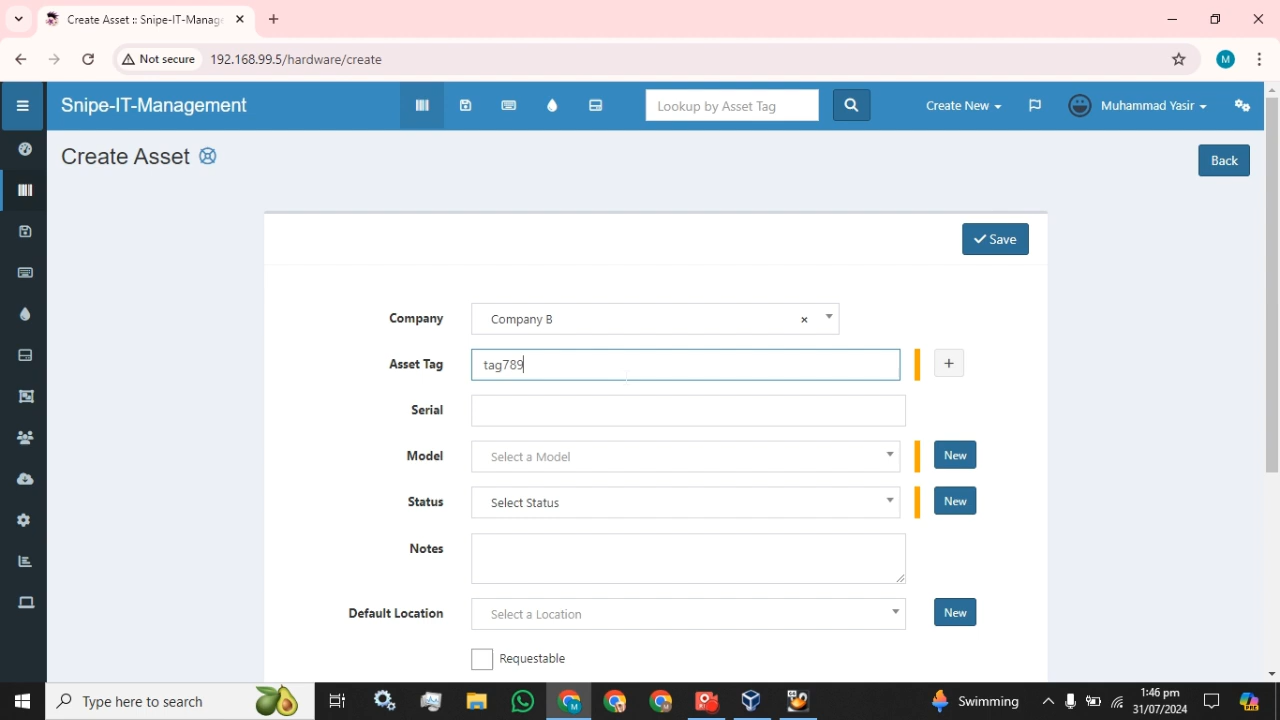 Create Asset :: Snipe-IT-Manage
Not secure
192.168.99.5/hardware/create
M
Snipe-IT-Management
Lookup by Asset Tag
Create New
Muhammad Yasir
Create Asset
Back
Save
Company
Company B
×
Asset Tag
tag789
+
Serial
Model
Select a Model
New
Status
Select Status
New
Notes
Default Location
Select a Location
New
Requestable
Type here to search
Swimming
1:46 pm
31/07/2024